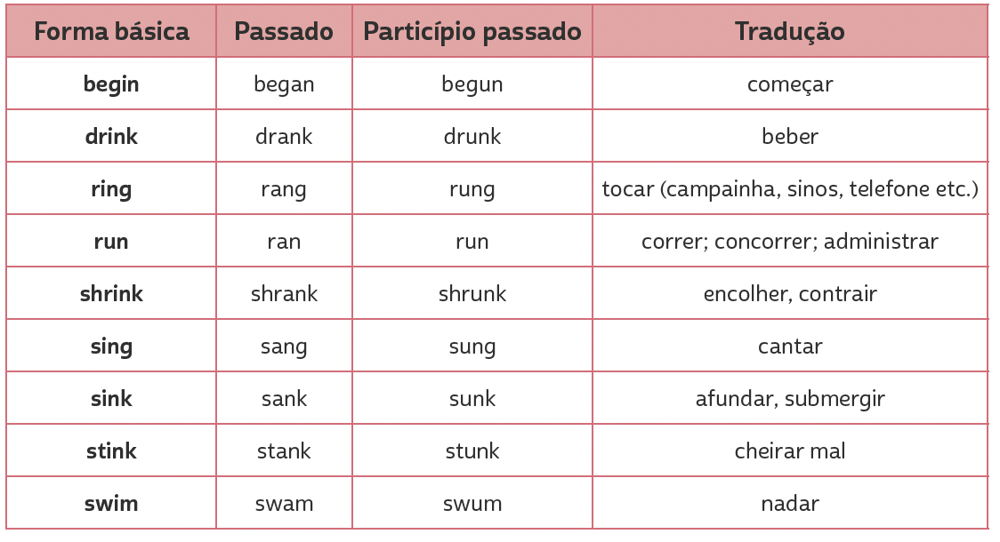 Forma básica Passado Particípio passado Tradução
begin began begun começar
drink drank drunk beber
ring rang rung tocar (campainha, sinos, telefone etc.)
run ran run correr; concorrer; administrar
shrink shrank shrunk encolher, contrair
sing sang sung cantar
sink sank sunk afundar, submergir
stink stank stunk cheirar mal
swim swam swum nadar